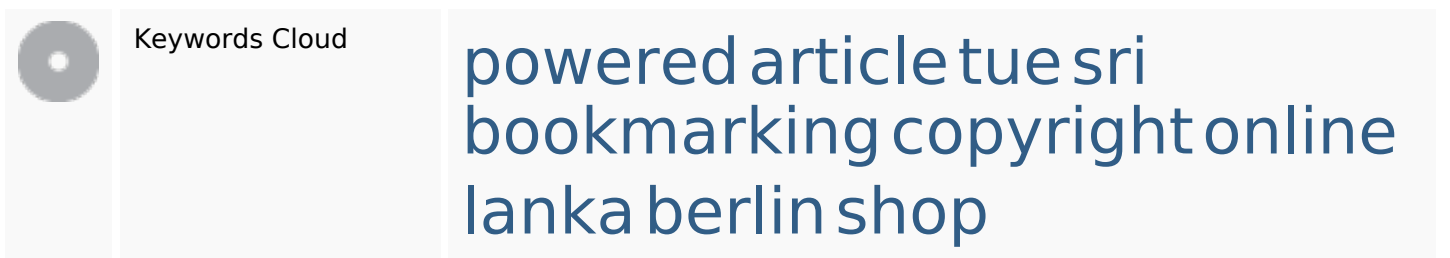 Keywords Cloud
powered article tue sri
bookmarking copyright online
lanka berlin shop